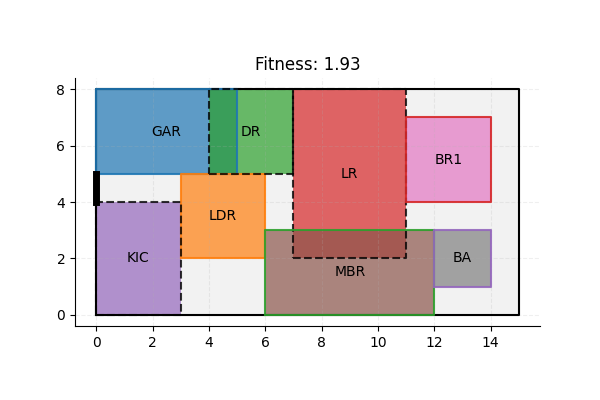 Fitness: 1.93
8
GAR
DR
6
LR
BR1
4
LDR
KIC
BA
2
MBR
0
0 2 4 6 8 10 12 14